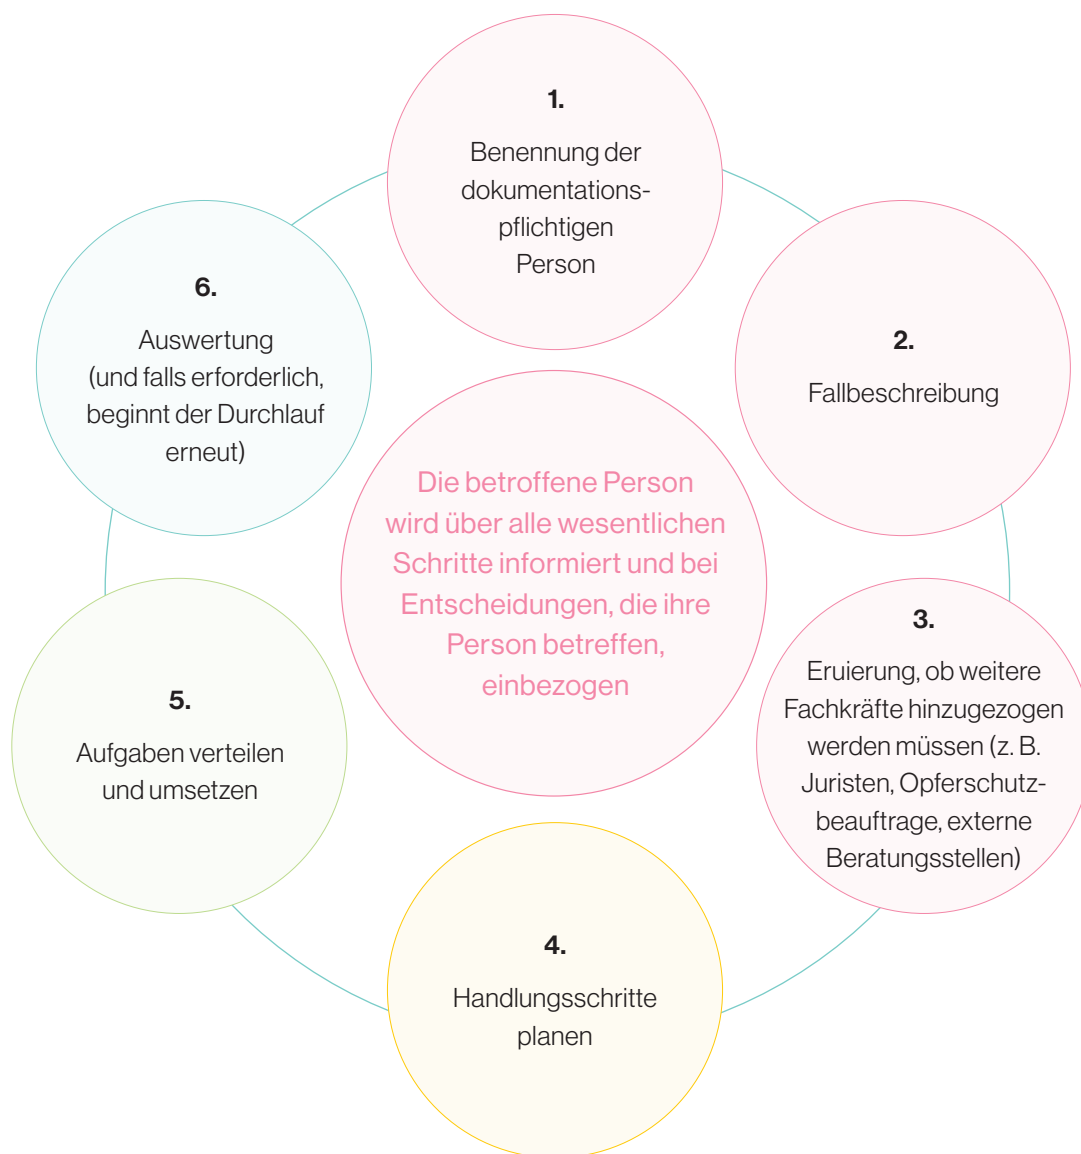 1.
Benennung der
dokumentations-
pflichtigen
Person
2.
Fallbeschreibung
3.
Eruierung, ob weitere
Fachkräfte hinzugezogen
werden müssen (z. B.
Juristen, Opferschutz-
beauftrage, externe
Beratungsstellen)
4.
Handlungsschritte
planen
5.
Aufgaben verteilen
und umsetzen
6.
Auswertung
(und falls erforderlich,
beginnt der Durchlauf
erneut)
Die betroffene Person
wird über alle wesentlichen
Schritte informiert und bei
Entscheidungen, die ihre
Person betreffen,
einbezogen